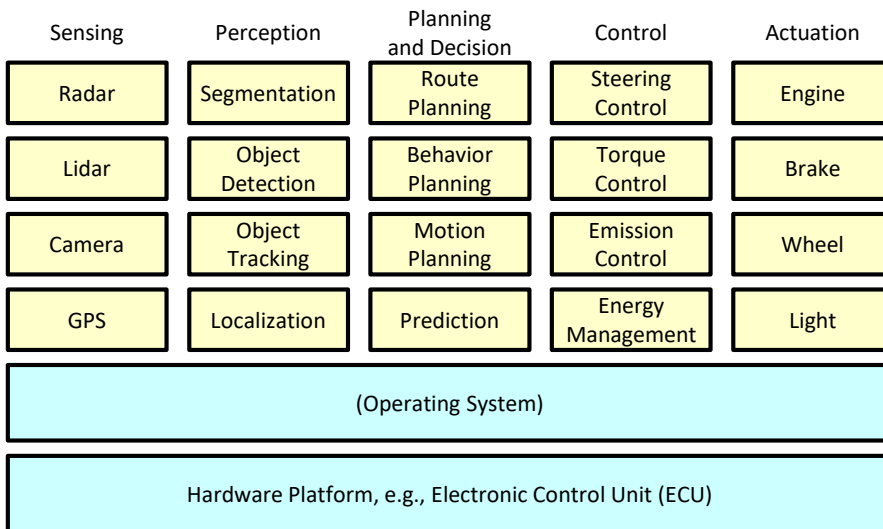 Sensing
Perception
Planning
and Decision
Control
Actuation
Radar
Segmentation
Route
Planning
Steering
Control
Engine
Lidar
Object
Detection
Behavior
Planning
Torque
Control
Brake
Camera
Object
Tracking
Motion
Planning
Emission
Control
Wheel
GPS
Localization
Prediction
Energy
Management
Light
(Operating System)
Hardware Platform, e.g., Electronic Control Unit (ECU)